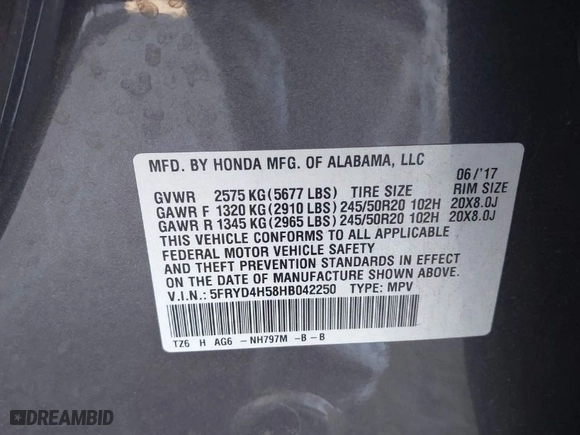 MFD. BY HONDA MFG. OF ALABAMA, LLC 06/'17
GVWR 2575 KG (5677 LBS) TIRE SIZE RIM SIZE
GAWR F 1320 KG (2910 LBS) 245/50R20 102H 20X8.0J
GAWR R 1345 KG (2965 LBS) 245/50R20 102H 20X8.0J
THIS VEHICLE CONFORMS TO ALL APPLICABLE
FEDERAL MOTOR VEHICLE SAFETY
AND THEFT PREVENTION STANDARDS IN EFFECT
ON THE DATE OF MANUFACTURE SHOWN ABOVE.
V.I.N.: 5FRYD4H58HB042250 TYPE: MPV
TZ6 H AG6 - NH797M -B -B
DREAMBID